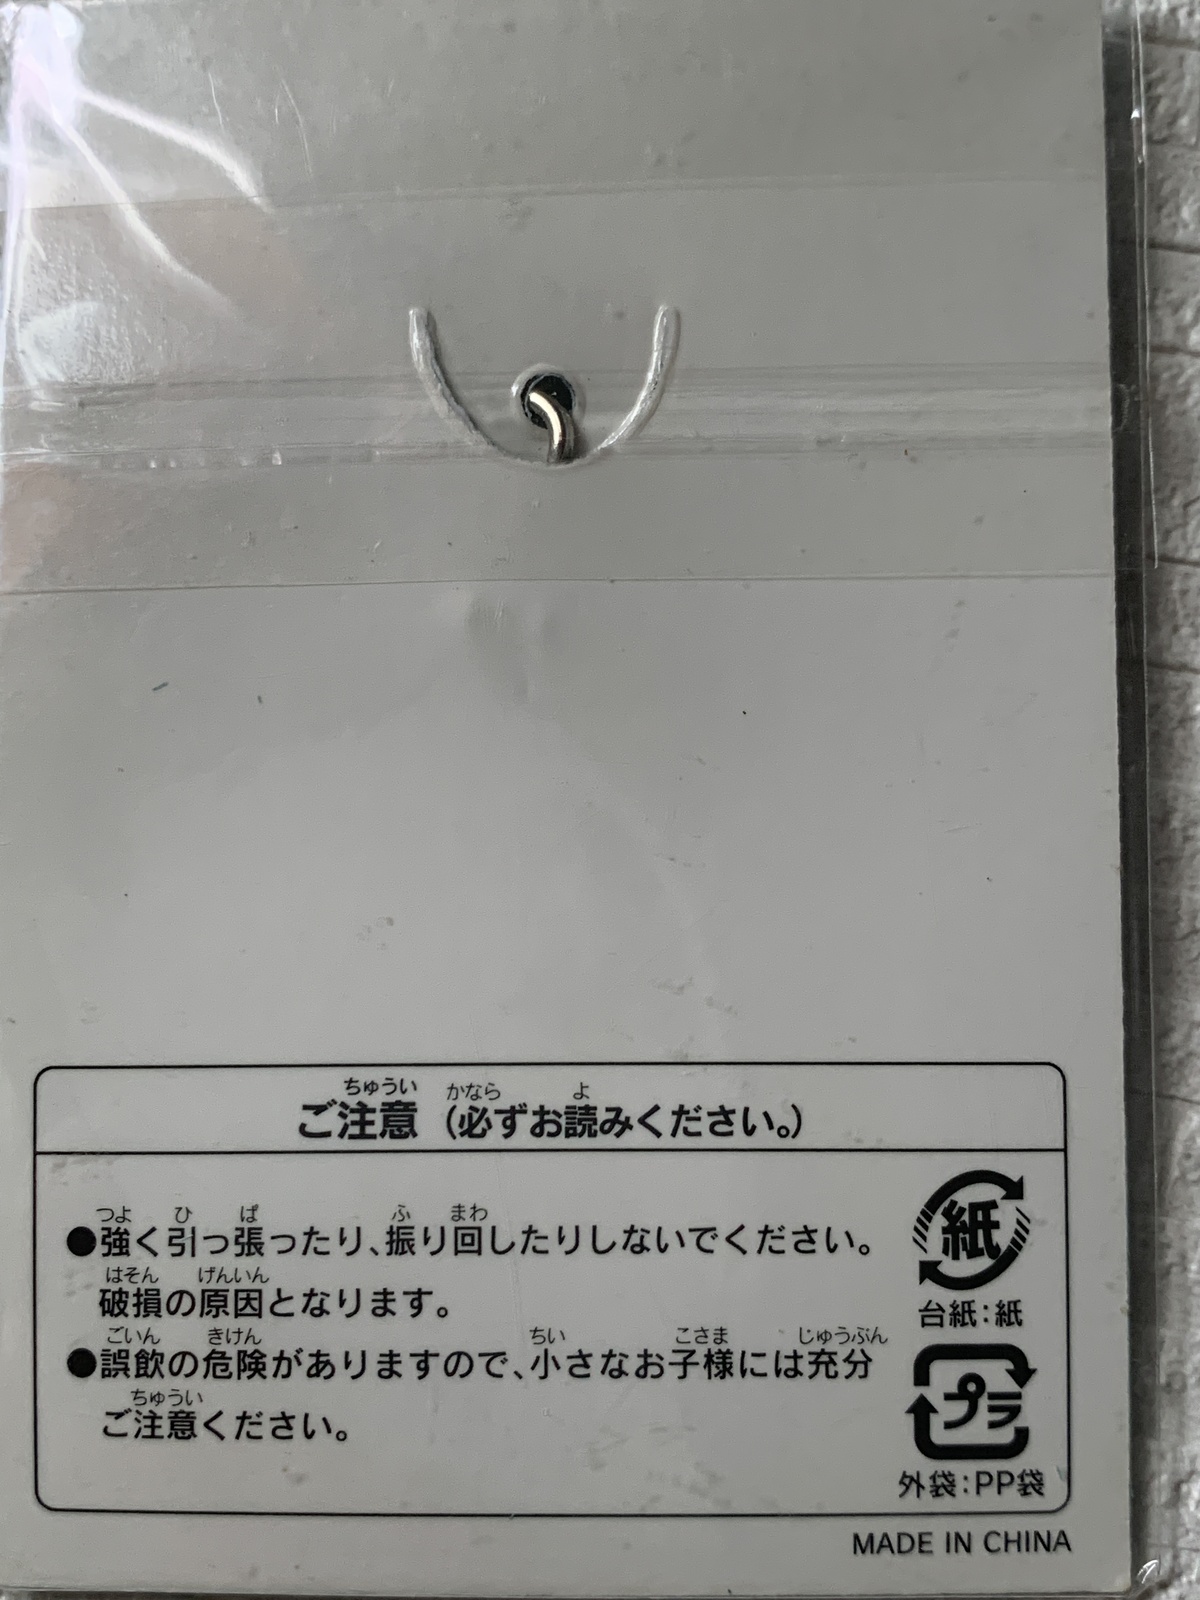 ご注意（必ずお読みください。）
ちゅうい かなら よ
●強く引っ張ったり、振り回したりしないでください。
つよ ひ ぱ ふ まわ
破損の原因となります。
はそん げんいん
●誤飲の危険がありますので、小さなお子様には充分
ごいん きけん ちい こさま じゅうぶん
ご注意ください。
ちゅうい
紙
台紙：紙
プラ
外袋：PP袋
MADE IN CHINA